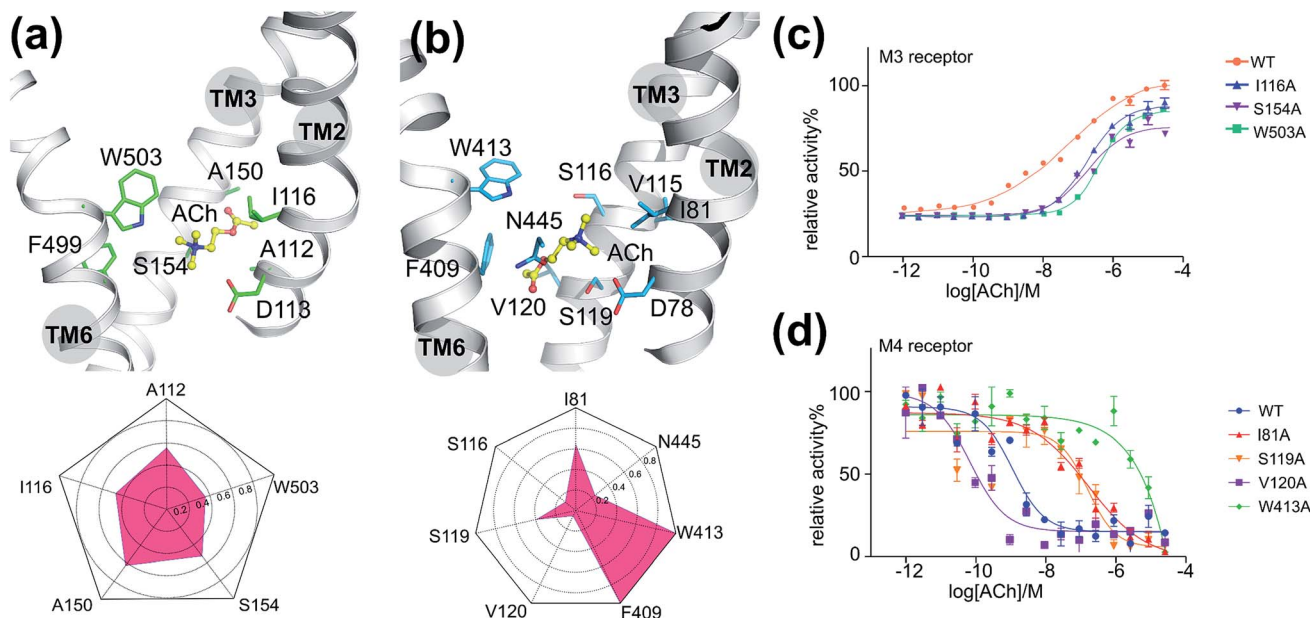 (a)
TM3
TM2
W503
A150
I116
ACh
F499
S154
A112
D113
TM6
A112
I116
W503
0.2 0.4 0.6 0.8
A150
S154
(b)
TM3
W413
TM2
S116
V115
I81
N445
ACh
F409
V120
S119
D78
TM6
I81
S116
N445
0.8
0.6
0.4
0.2
S119
W413
V120
F409
(c)
M3 receptor
relative activity%
100
50
0
-12 -10 -8 -6 -4
log[ACh]/M
WT
I116A
S154A
W503A
(d)
M4 receptor
relative activity%
100
50
0
-12 -10 -8 -6 -4
log[ACh]/M
WT
I81A
S119A
V120A
W413A